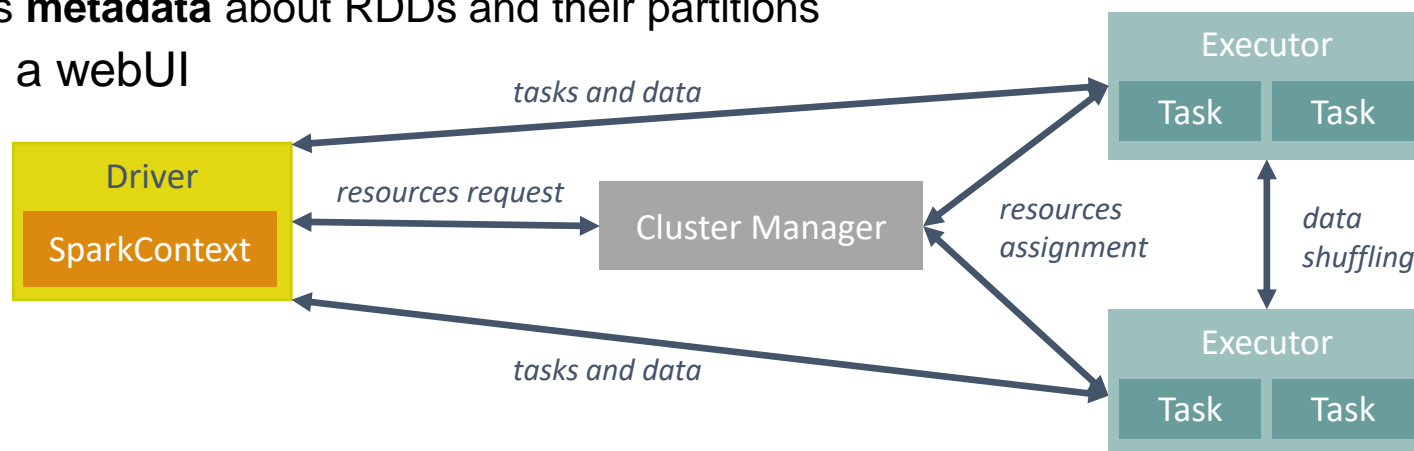 s metadata about RDDs and their partitions
a webUI
Executor
tasks and data
Task Task
Driver
resources request
SparkContext
Cluster Manager
resources
assignment
data
shuffling
Executor
tasks and data
Task Task